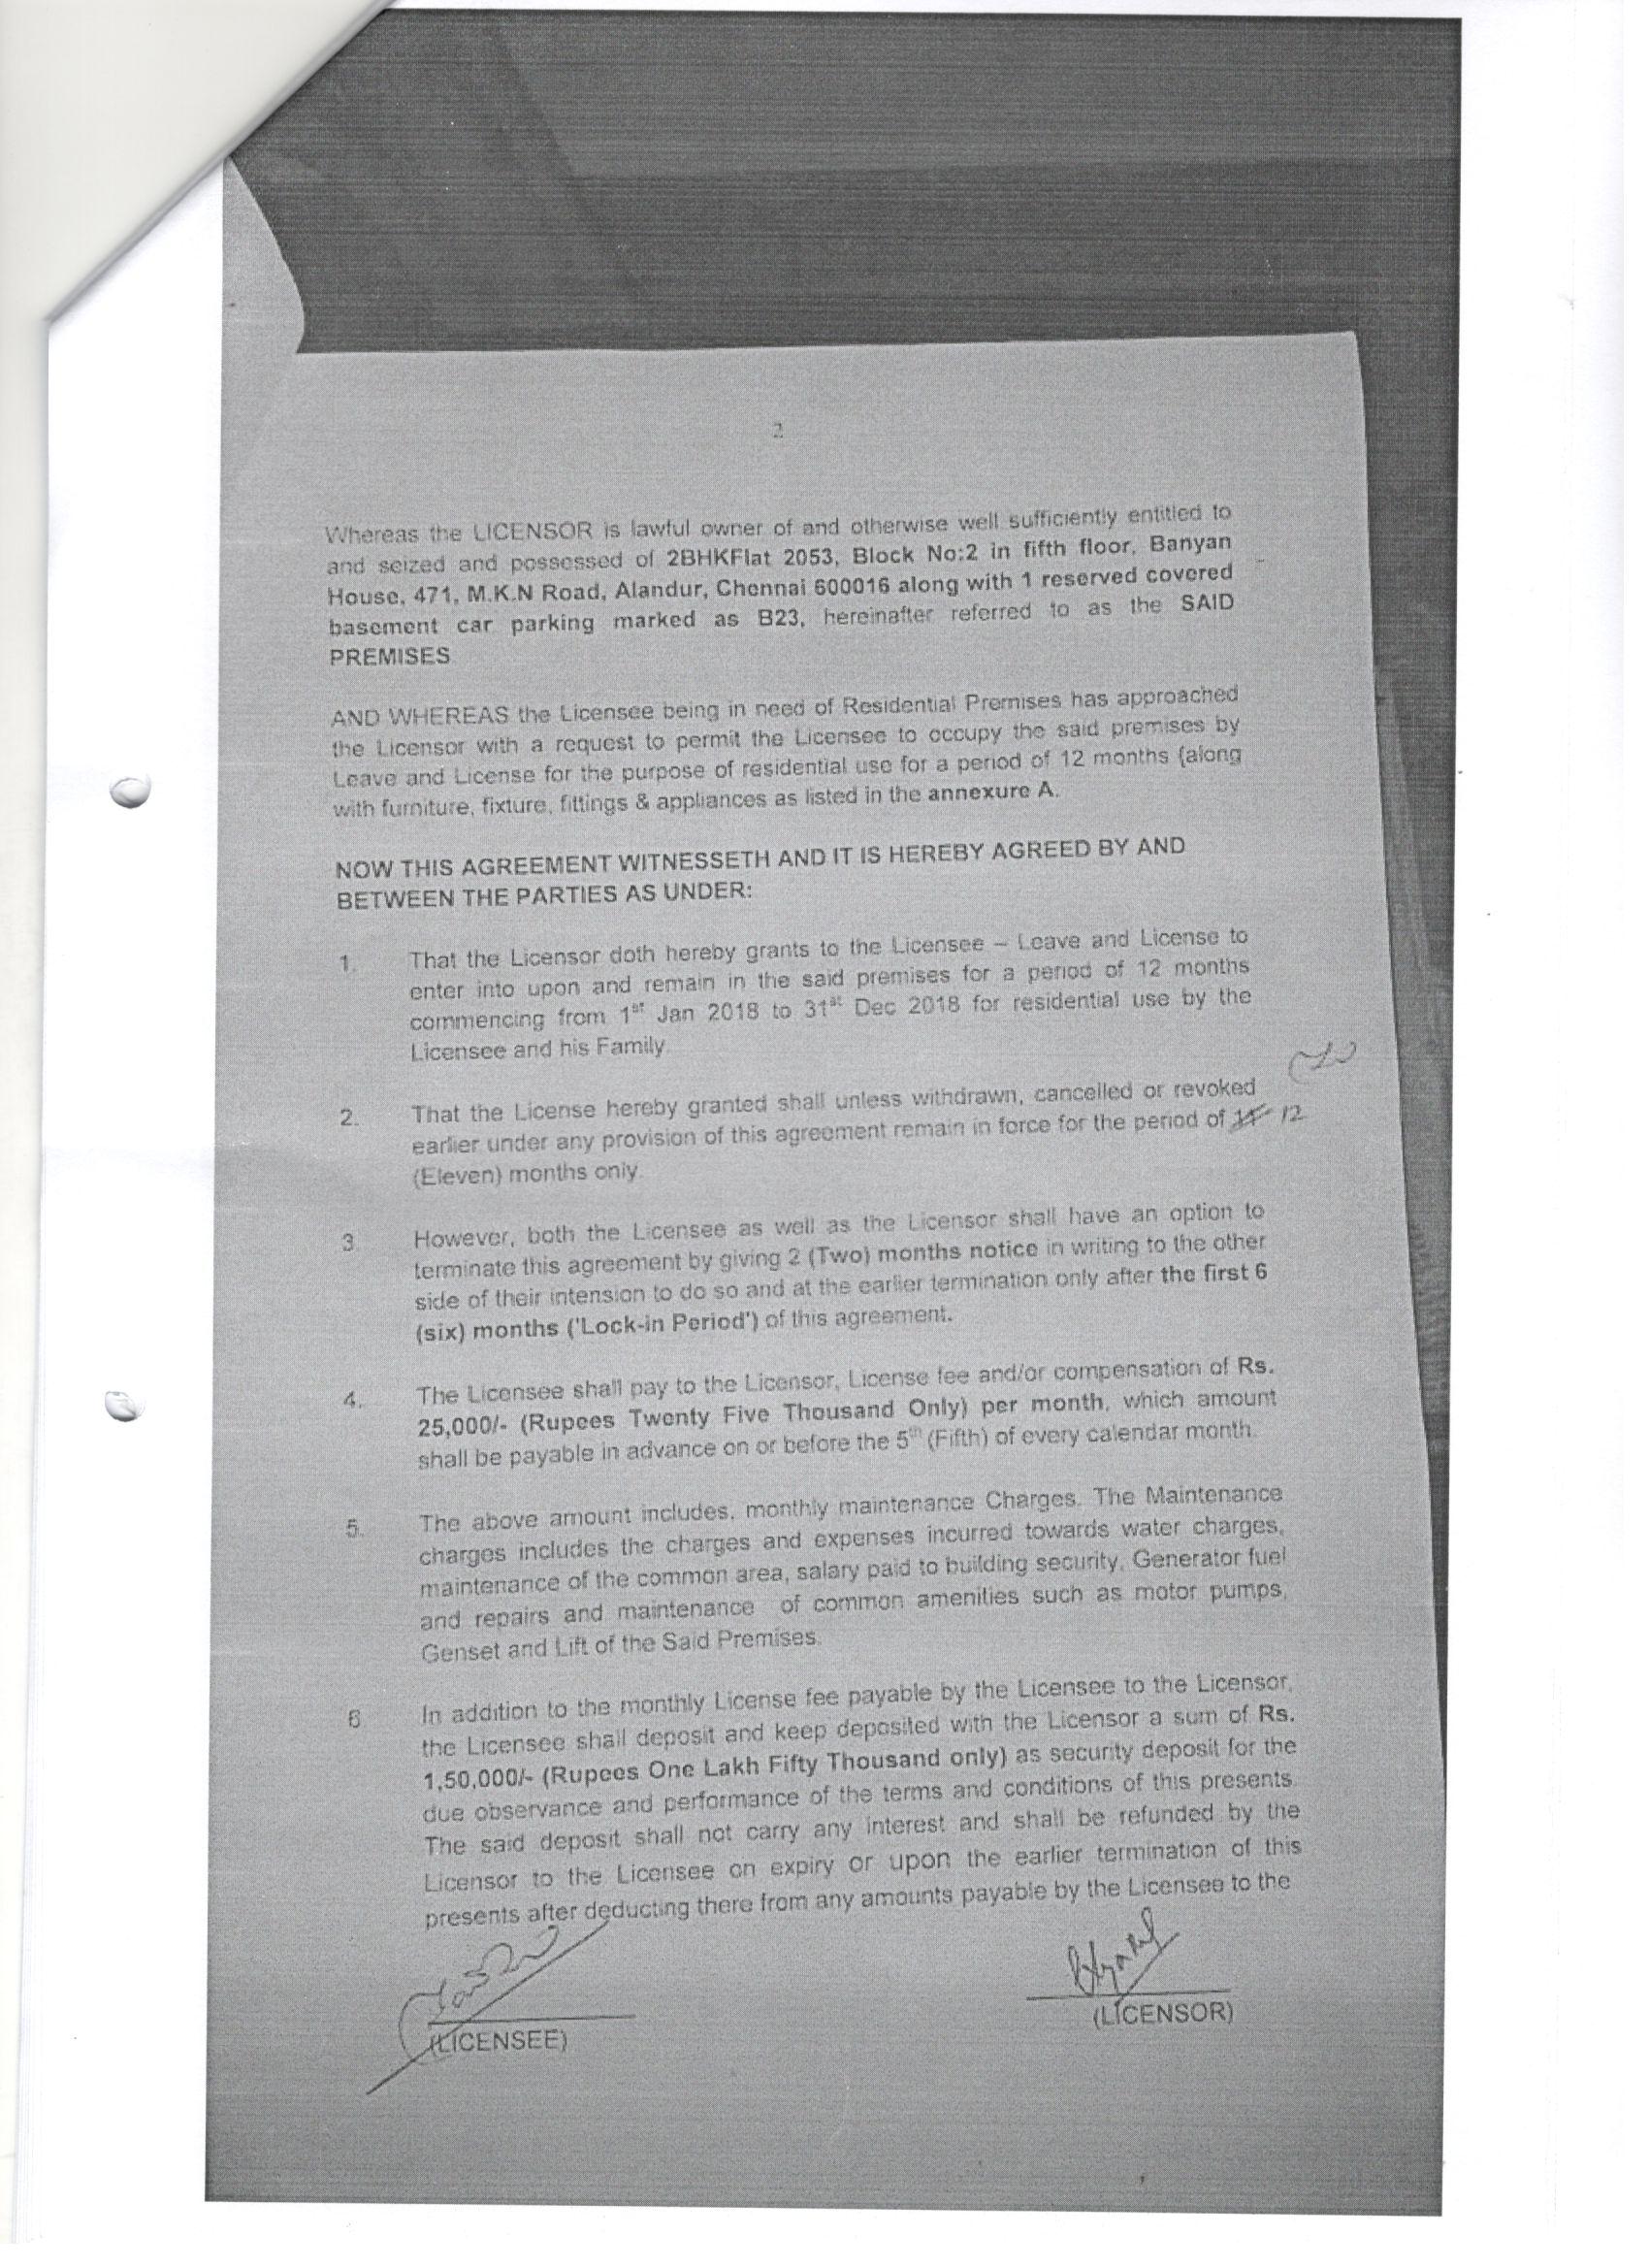 2
Whereas the LICENSOR is lawful owner of and otherwise well sufficiently entitled to
and seized and possessed of 2BHKFlat 2053, Block No:2 in fifth floor, Banyan
House, 471, M.K.N Road, Alandur, Chennai 600016 along with 1 reserved covered
basement car parking marked as B23, hereinafter referred to as the SAID
PREMISES
AND WHEREAS the Licensee being in need of Residential Premises has approached
the Licensor with a request to permit the Licensee to occupy the said premises by
Leave and License for the purpose of residential use for a period of 12 months (along
with furniture, fixture, fittings & appliances as listed in the annexure A.
NOW THIS AGREEMENT WITNESSETH AND IT IS HEREBY AGREED BY AND
BETWEEN THE PARTIES AS UNDER:
1. That the Licensor doth hereby grants to the Licensee – Leave and License to
enter into upon and remain in the said premises for a period of 12 months
commencing from 1st Jan 2018 to 31st Dec 2018 for residential use by the
Licensee and his Family.
2. That the License hereby granted shall unless withdrawn, cancelled or revoked
earlier under any provision of this agreement remain in force for the period of 11 12
(Eleven) months only.
3. However, both the Licensee as well as the Licensor shall have an option to
terminate this agreement by giving 2 (Two) months notice in writing to the other
side of their intension to do so and at the earlier termination only after the first 6
(six) months ('Lock-in Period') of this agreement.
4. The Licensee shall pay to the Licensor, License fee and/or compensation of Rs.
25,000/- (Rupees Twenty Five Thousand Only) per month, which amount
shall be payable in advance on or before the 5th (Fifth) of every calendar month.
5. The above amount includes, monthly maintenance Charges. The Maintenance
charges includes the charges and expenses incurred towards water charges,
maintenance of the common area, salary paid to building security, Generator fuel
and repairs and maintenance of common amenities such as motor pumps,
Genset and Lift of the Said Premises.
6 In addition to the monthly License fee payable by the Licensee to the Licensor,
the Licensee shall deposit and keep deposited with the Licensor a sum of Rs.
1,50,000/- (Rupees One Lakh Fifty Thousand only) as security deposit for the
due observance and performance of the terms and conditions of this presents.
The said deposit shall not carry any interest and shall be refunded by the
Licensor to the Licensee on expiry or upon the earlier termination of this
presents after deducting there from any amounts payable by the Licensee to the
(LICENSEE) (LICENSOR)